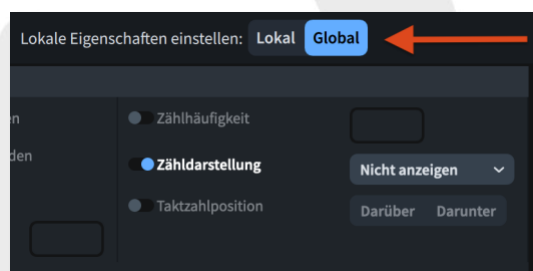 Lokale Eigenschaften einstellen: Lokal Global
Zählhäufigkeit
Zähldarstellung Nicht anzeigen
Taktzahlposition Darüber Darunter